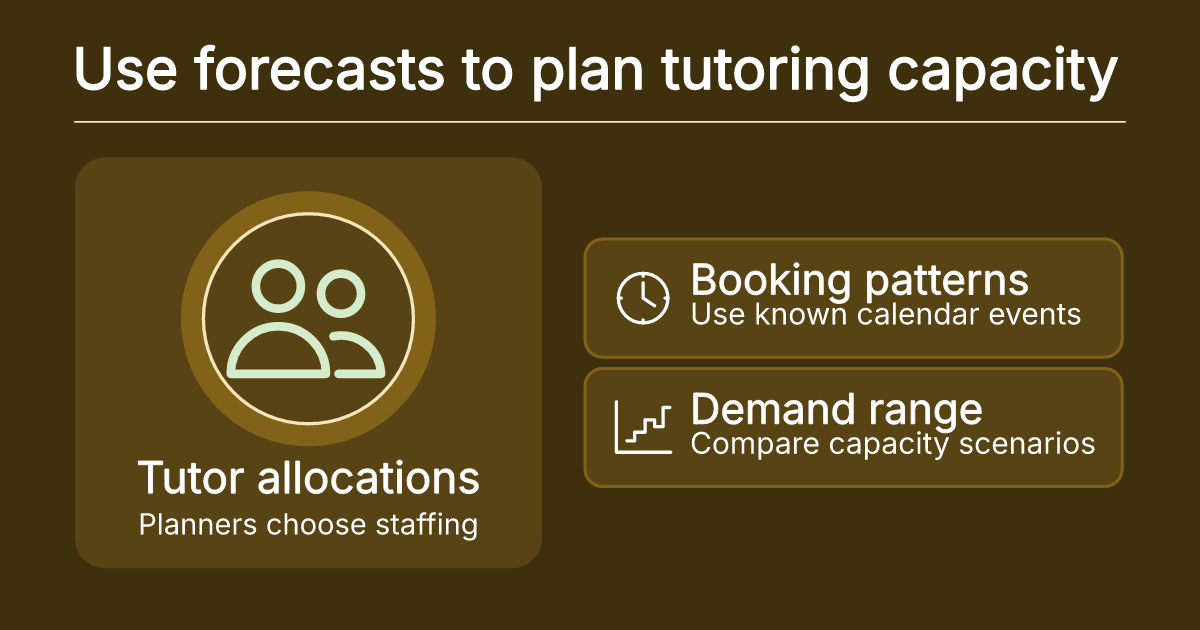 Use forecasts to plan tutoring capacity
Tutor allocations
Planners choose staffing
Booking patterns
Use known calendar events
Demand range
Compare capacity scenarios